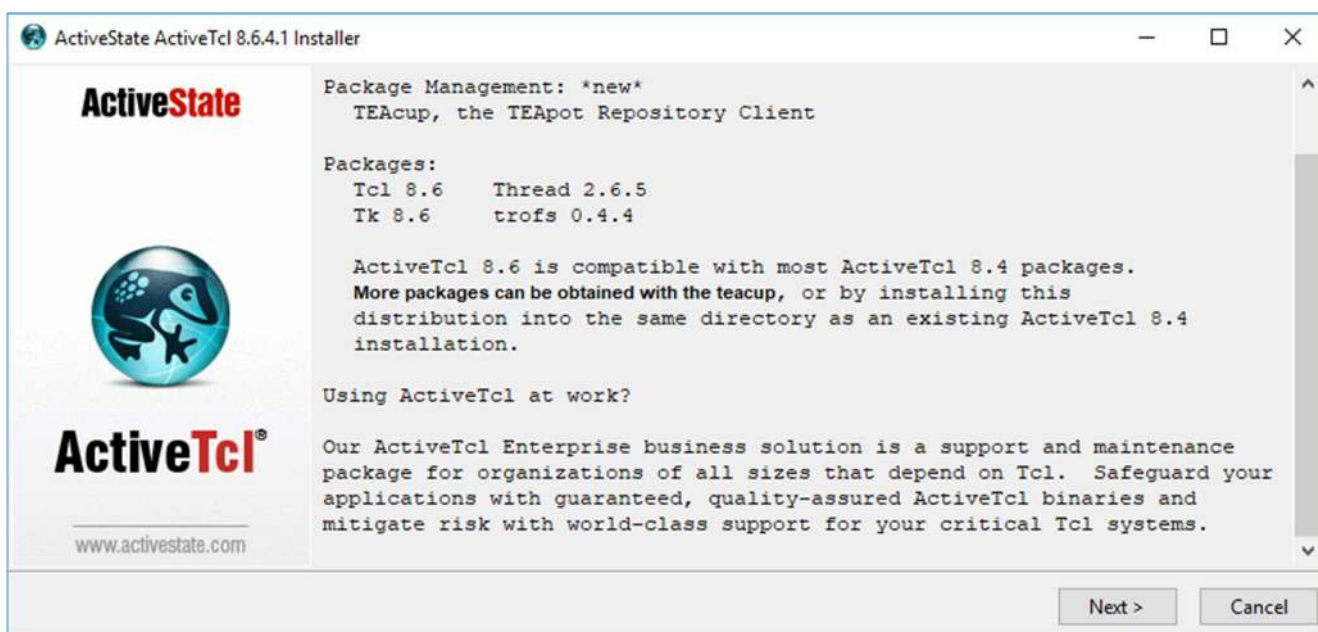 ActiveState ActiveTcl 8.6.4.1 Installer
ActiveState
ActiveTcl®
www.activestate.com
Package Management: *new*
TEAcup, the TEApot Repository Client
Packages:
Tcl 8.6 Thread 2.6.5
Tk 8.6 trofs 0.4.4
ActiveTcl 8.6 is compatible with most ActiveTcl 8.4 packages.
More packages can be obtained with the teacup, or by installing this
distribution into the same directory as an existing ActiveTcl 8.4
installation.
Using ActiveTcl at work?
Our ActiveTcl Enterprise business solution is a support and maintenance
package for organizations of all sizes that depend on Tcl. Safeguard your
applications with guaranteed, quality-assured ActiveTcl binaries and
mitigate risk with world-class support for your critical Tcl systems.
Next > Cancel